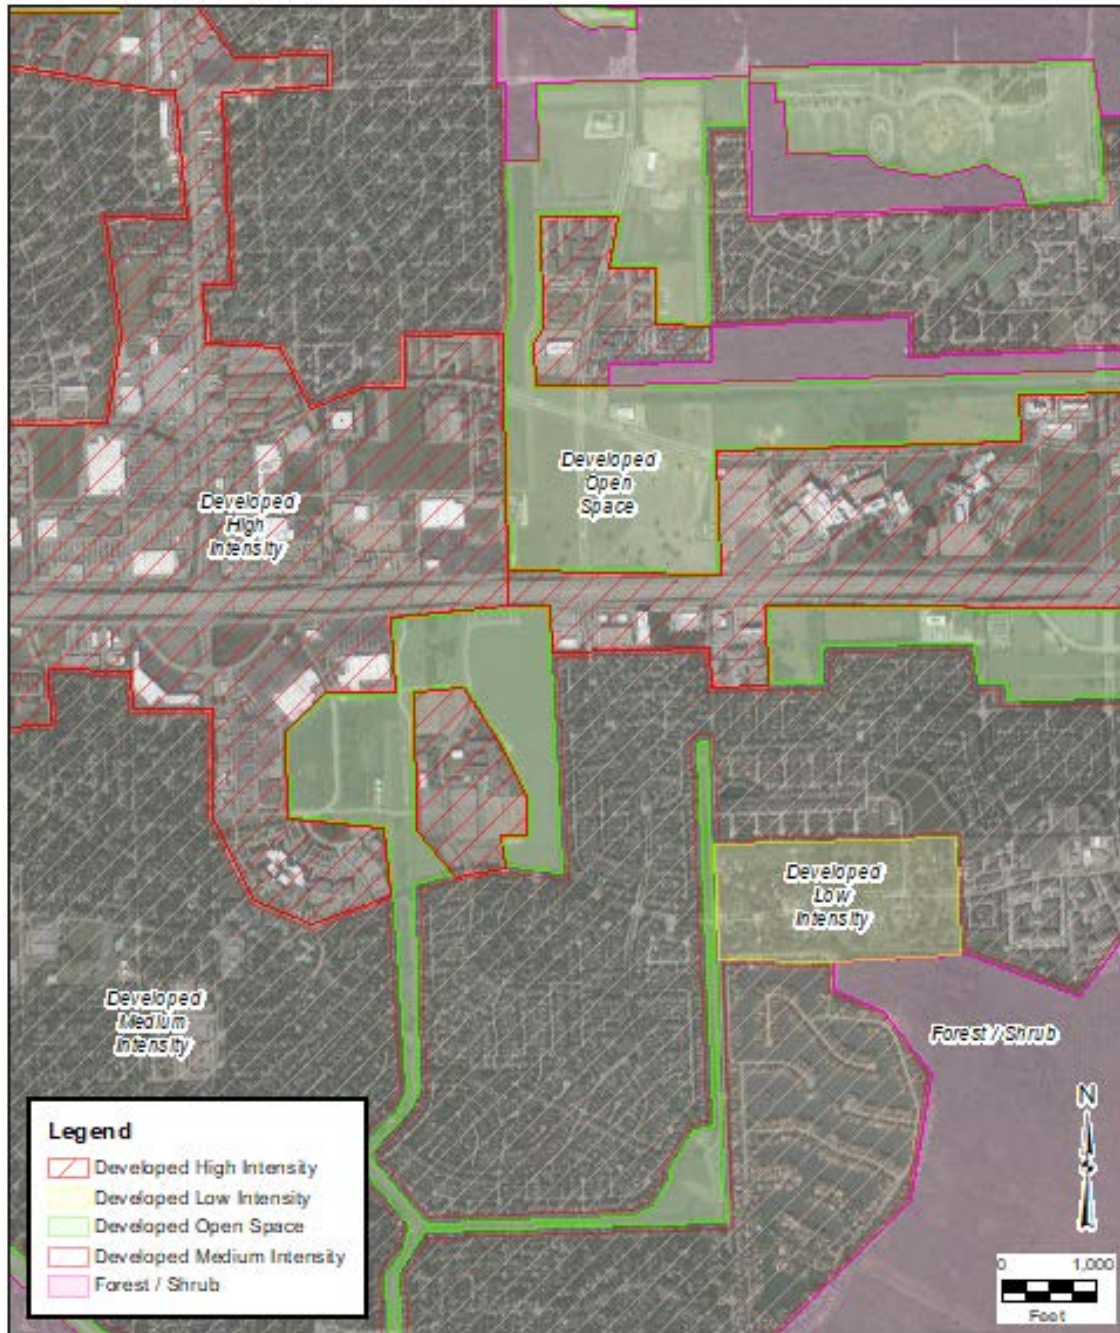 Developed
Open
Space
Developed
High
Intensity
Developed
Low
Intensity
Developed
Medium
Intensity
Forest / Shrub
Legend
Developed High Intensity
Developed Low Intensity
Developed Open Space
Developed Medium Intensity
Forest / Shrub
N
0 1,000
Feet